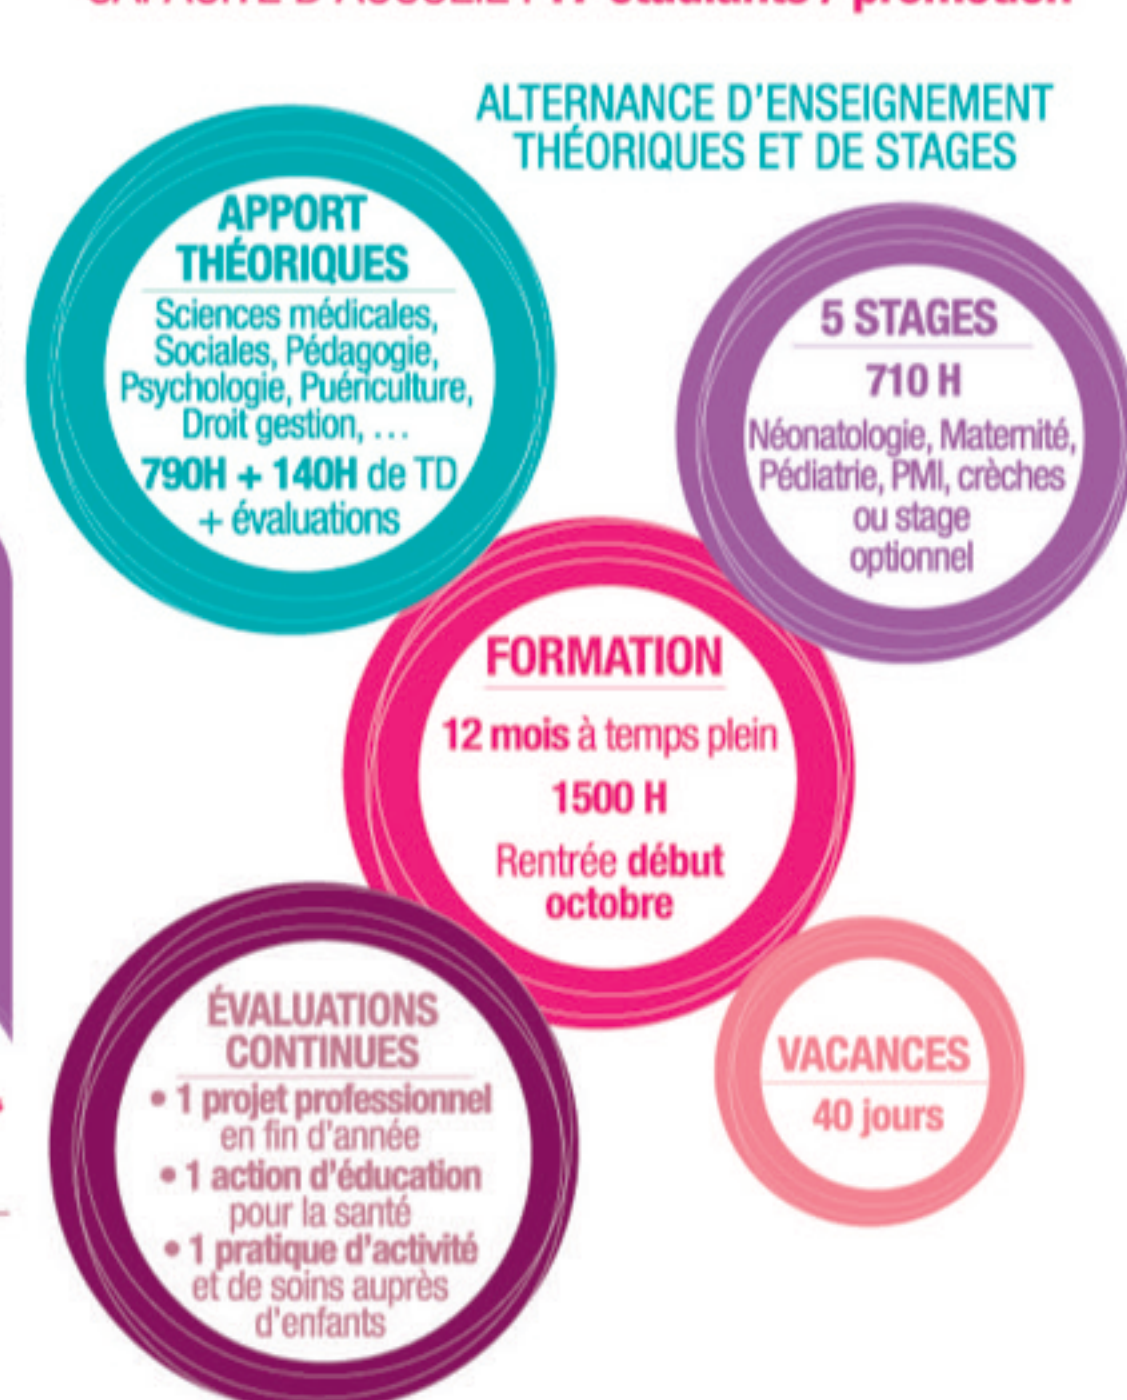 étudiants / promotion
ALTERNANCE D'ENSEIGNEMENT
THÉORIQUES ET DE STAGES
APPORT
THÉORIQUES
Sciences médicales,
Sociales, Pédagogie,
Psychologie, Puériculture,
Droit gestion, ...
790H + 140H de TD
+ évaluations
5 STAGES
710 H
Néonatologie, Maternité,
Pédiatrie, PMI, crèches
ou stage
optionnel
FORMATION
12 mois à temps plein
1500 H
Rentrée début
octobre
ÉVALUATIONS
CONTINUES
• 1 projet professionnel
en fin d'année
• 1 action d'éducation
pour la santé
• 1 pratique d'activité
et de soins auprès
d'enfants
VACANCES
40 jours